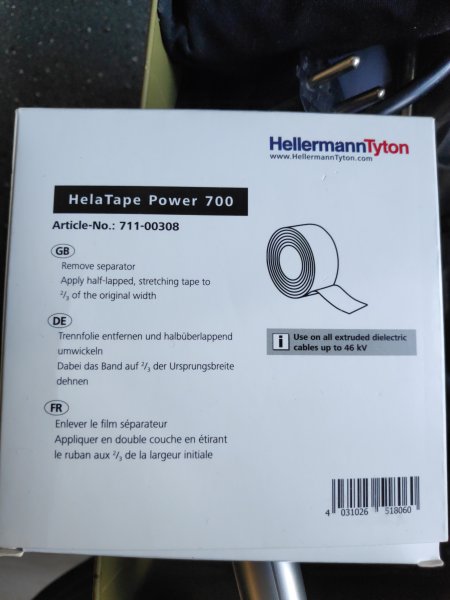 HellermannTyton
www.HellermannTyton.com
HelaTape Power 700
Article-No.: 711-00308
GB
Remove separator
Apply half-lapped, stretching tape to
2/3 of the original width
DE
Trennfolie entfernen und halbüberlappend
umwickeln
Dabei das Band auf 2/3 der Ursprungsbreite
dehnen
i Use on all extruded dielectric
cables up to 46 kV
FR
Enlever le film séparateur
Appliquer en double couche en étirant
le ruban aux 2/3 de la largeur initiale
4 031026 518060